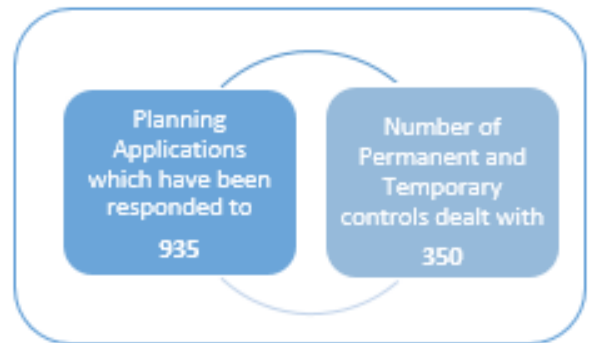 Planning
Applications
which have been
responded to
935
Number of
Permanent and
Temporary
controls dealt with
350